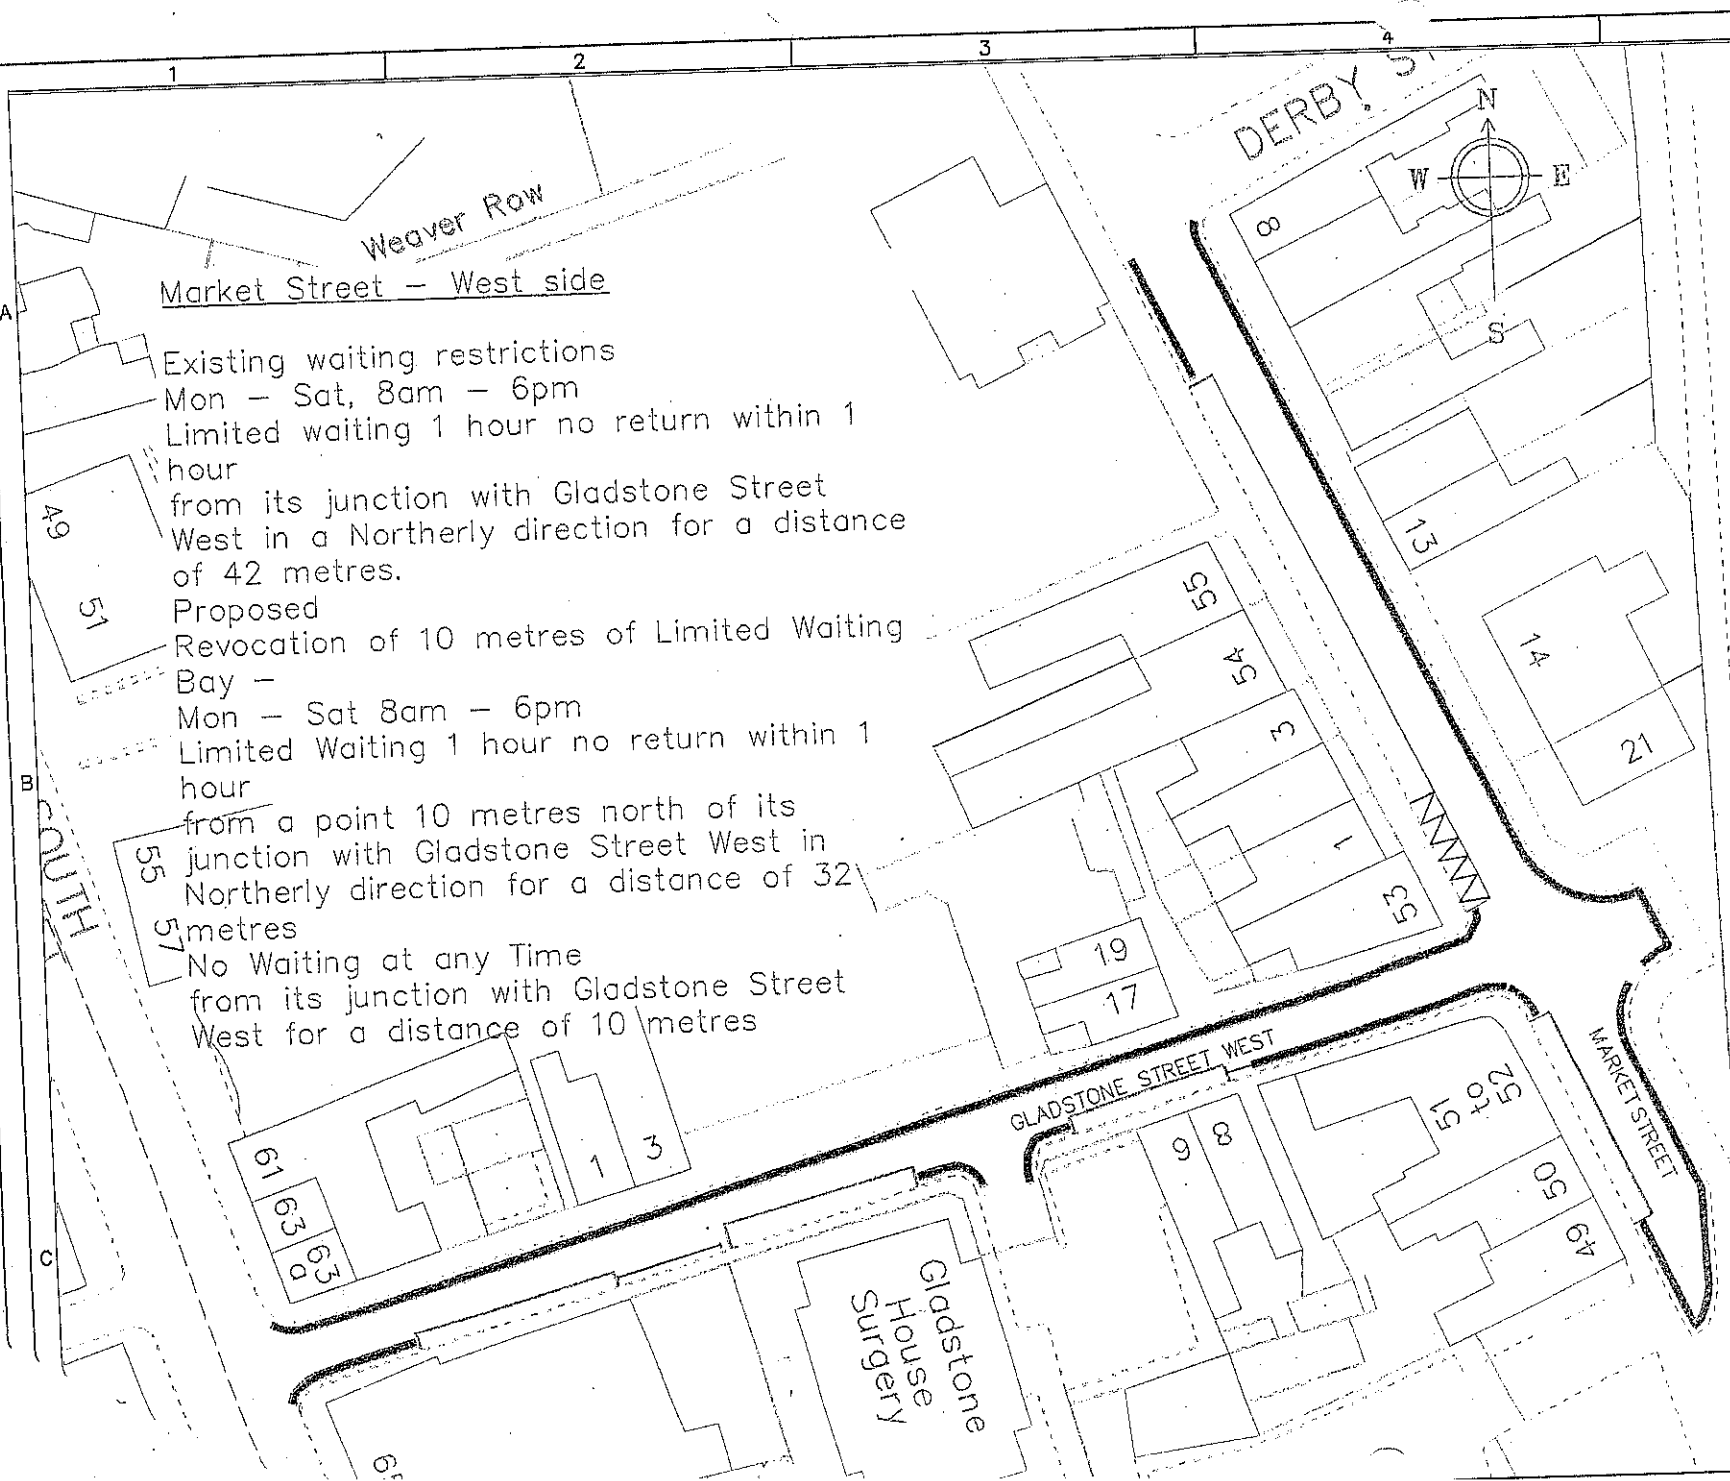 1
2
3
4
DERBY
N
W
E
S
8
Weaver Row
Market Street – West side
A
Existing waiting restrictions
Mon – Sat, 8am – 6pm
Limited waiting 1 hour no return within 1
hour
from its junction with Gladstone Street
West in a Northerly direction for a distance
of 42 metres.
Proposed
Revocation of 10 metres of Limited Waiting
Bay –
Mon – Sat 8am – 6pm
Limited Waiting 1 hour no return within 1
hour
from a point 10 metres north of its
junction with Gladstone Street West in
Northerly direction for a distance of 32
metres
No Waiting at any Time
from its junction with Gladstone Street
West for a distance of 10 metres
49
51
B
SOUTH
55
57
13
55
54
14
21
3
1
53
19
17
GLADSTONE STREET WEST
MARKET STREET
51
to
52
50
49
6
8
61
63
63
a
1
3
C
Gladstone
House
Surgery